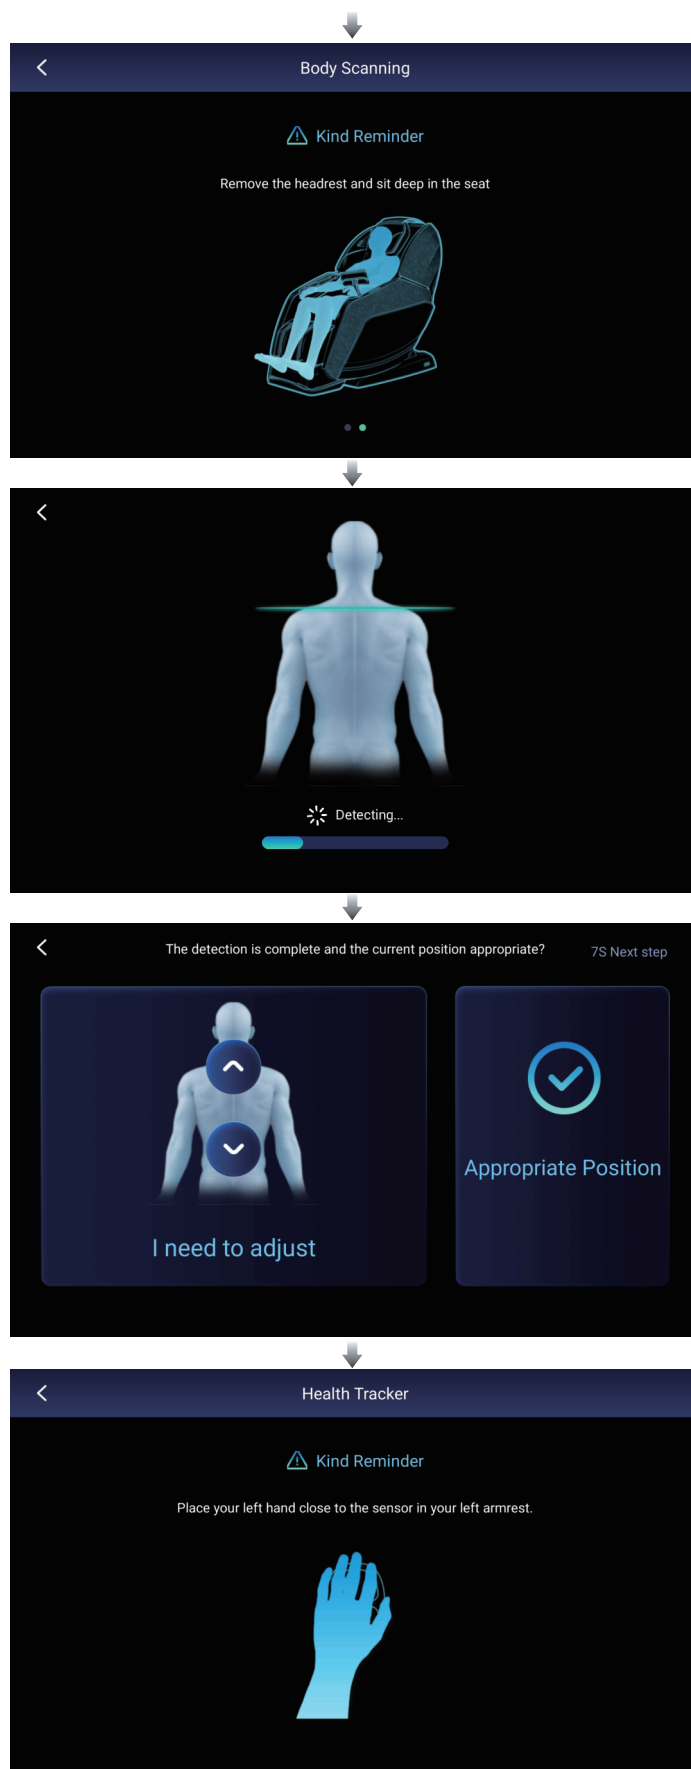 Body Scanning
Kind Reminder
Remove the headrest and sit deep in the seat
Detecting...
The detection is complete and the current position appropriate?
7S Next step
I need to adjust
Appropriate Position
Health Tracker
Kind Reminder
Place your left hand close to the sensor in your left armrest.